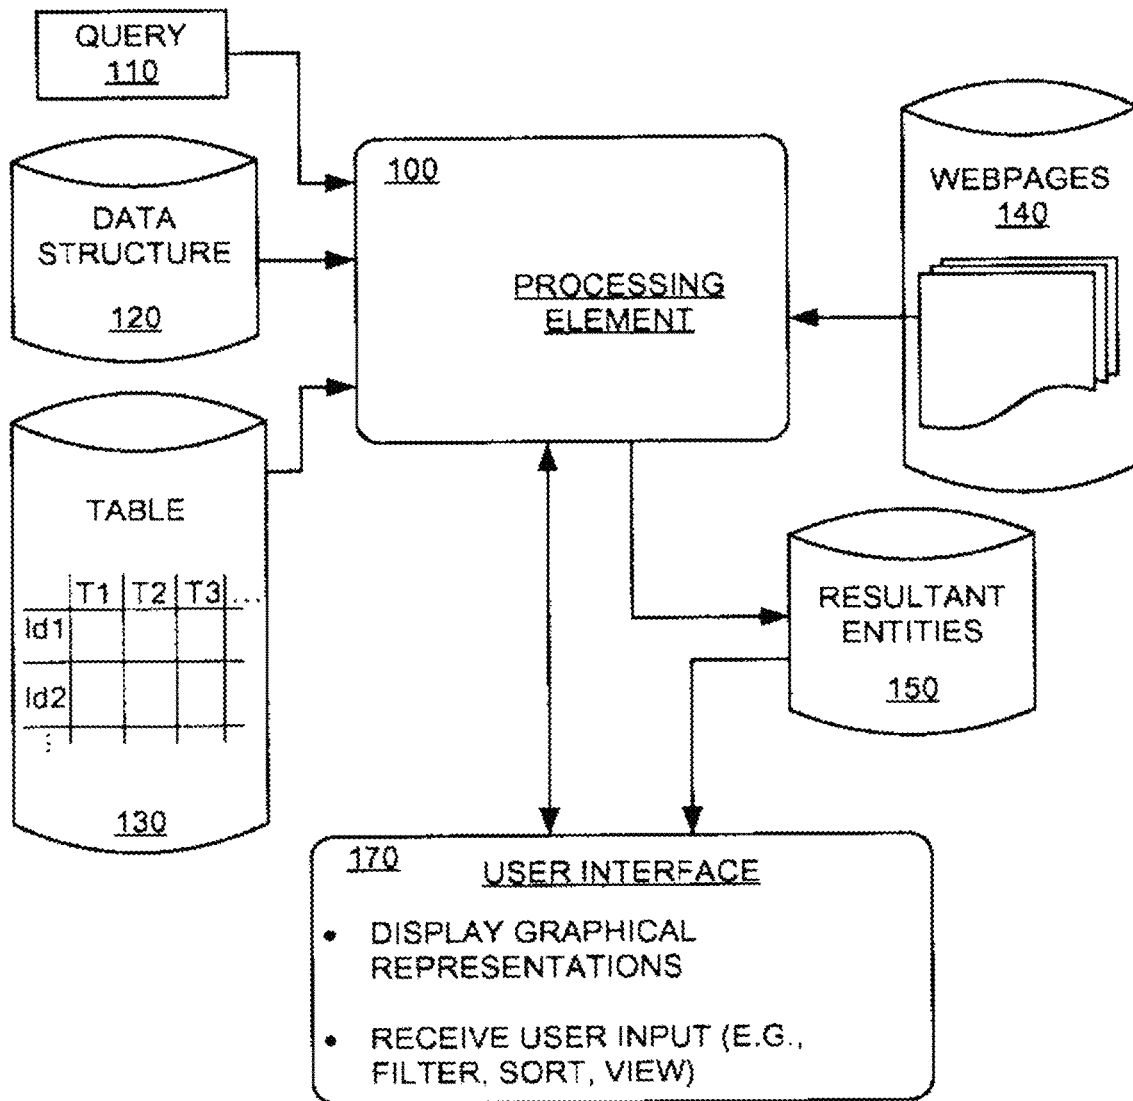 QUERY
110
DATA
STRUCTURE
120
TABLE
T1 T2 T3 ...
Id1
Id2
...
130
100
PROCESSING
ELEMENT
WEBPAGES
140
RESULTANT
ENTITIES
150
170
USER INTERFACE
• DISPLAY GRAPHICAL
REPRESENTATIONS
• RECEIVE USER INPUT (E.G.,
FILTER, SORT, VIEW)